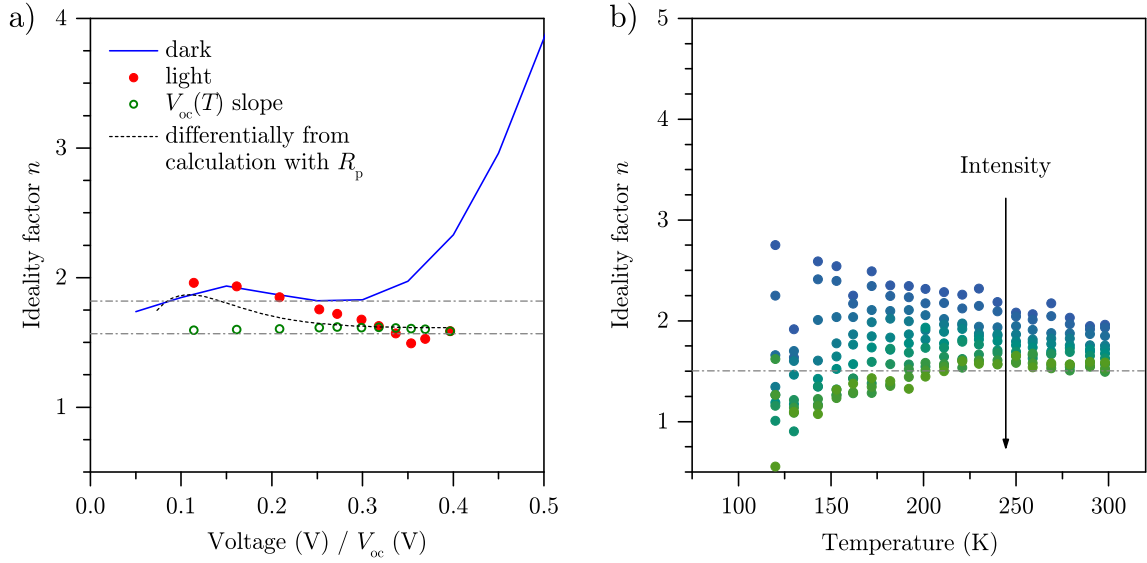 a)
Ideality factor n
4
3
2
1
dark
light
V_oc(T) slope
differentially from
calculation with R_p
0.0 0.1 0.2 0.3 0.4 0.5
Voltage (V) / V_oc (V)
b)
Ideality factor n
5
4
3
2
1
Intensity
100 150 200 250 300
Temperature (K)